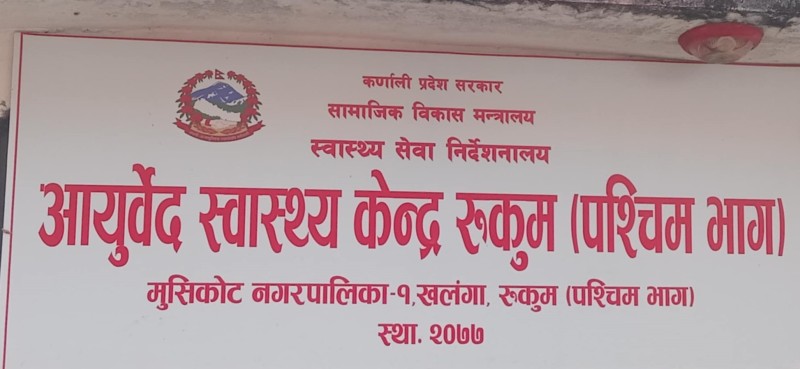 कर्णाली प्रदेश सरकार
सामाजिक विकास मन्त्रालय
स्वास्थ्य सेवा निर्देशनालय
आयुर्वेद स्वास्थ्य केन्द्र रुकुम (पश्चिम भाग)
मुसिकोट नगरपालिका-१,खलंगा, रुकुम (पश्चिम भाग)
स्था. २०७७